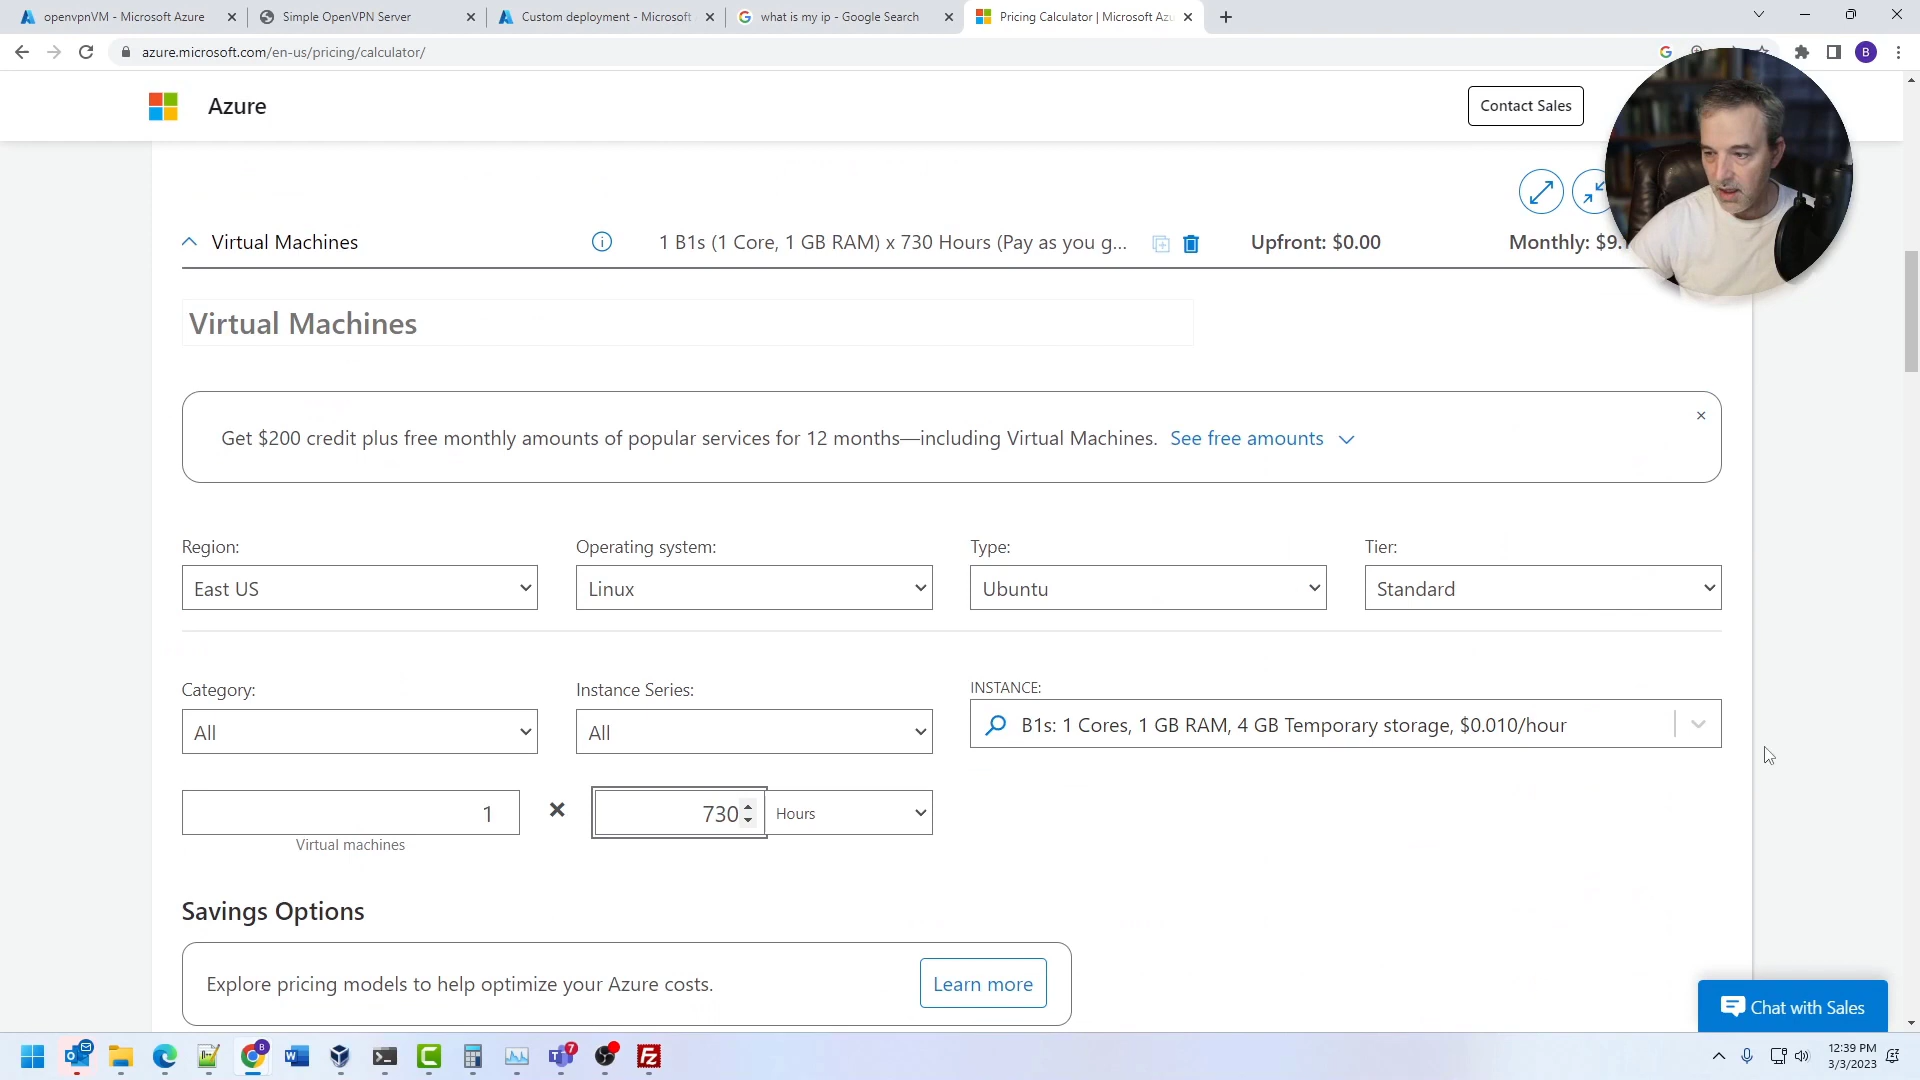 openvpnVM - Microsoft Azure
Simple OpenVPN Server
Custom deployment - Microsoft
what is my ip - Google Search
Pricing Calculator | Microsoft Azu
azure.microsoft.com/en-us/pricing/calculator/
B
Azure
Contact Sales
Virtual Machines
1 B1s (1 Core, 1 GB RAM) x 730 Hours (Pay as you g...
Upfront: $0.00
Monthly: $9.
Virtual Machines
Get $200 credit plus free monthly amounts of popular services for 12 months—including Virtual Machines. See free amounts
Region:
Operating system:
Type:
Tier:
East US
Linux
Ubuntu
Standard
Category:
Instance Series:
INSTANCE:
All
All
B1s: 1 Cores, 1 GB RAM, 4 GB Temporary storage, $0.010/hour
1
730
Hours
Virtual machines
Savings Options
Explore pricing models to help optimize your Azure costs.
Learn more
Chat with Sales
7
12:39 PM
3/3/2023